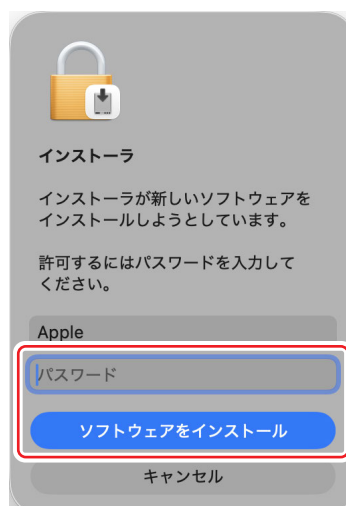 インストーラ
インストーラが新しいソフトウェアを
インストールしようとしています。
許可するにはパスワードを入力して
ください。
Apple
パスワード
ソフトウェアをインストール
キャンセル